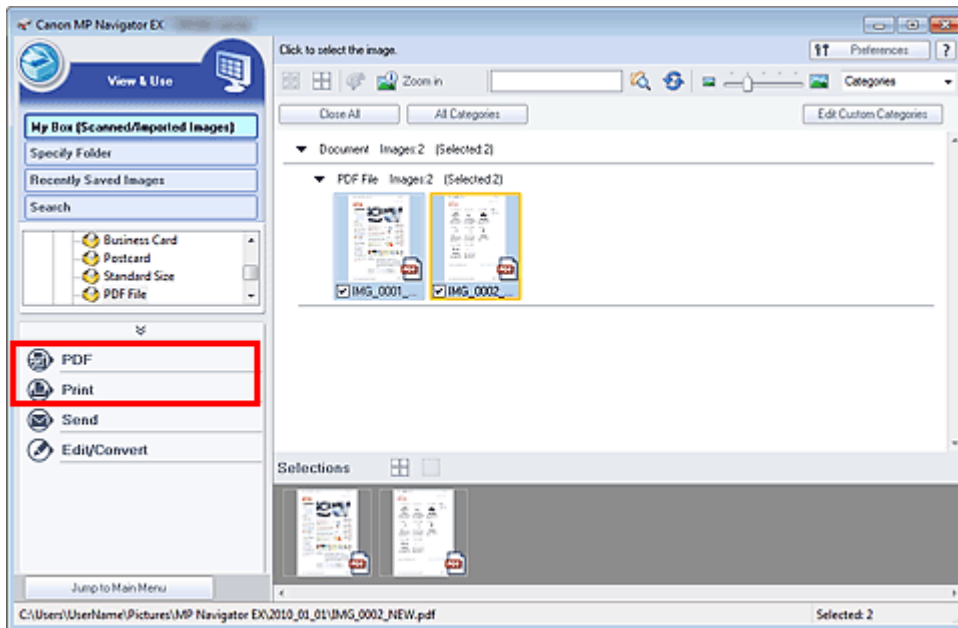 Canon MP Navigator EX
View & Use
My Box (Scanned/Imported Images)
Specify Folder
Recently Saved Images
Search
Business Card
Postcard
Standard Size
PDF File
PDF
Print
Send
Edit/Convert
Jump to Main Menu
Click to select the image.
Preferences
?
Zoom in
Categories
Close All
All Categories
Edit Custom Categories
Document Images:2 (Selected:2)
PDF File Images:2 (Selected:2)
IMG_0001_... IMG_0002_...
Selections
C:\Users\UserName\Pictures\MP Navigator EX\2010_01_01\IMG_0002_NEW.pdf
Selected: 2